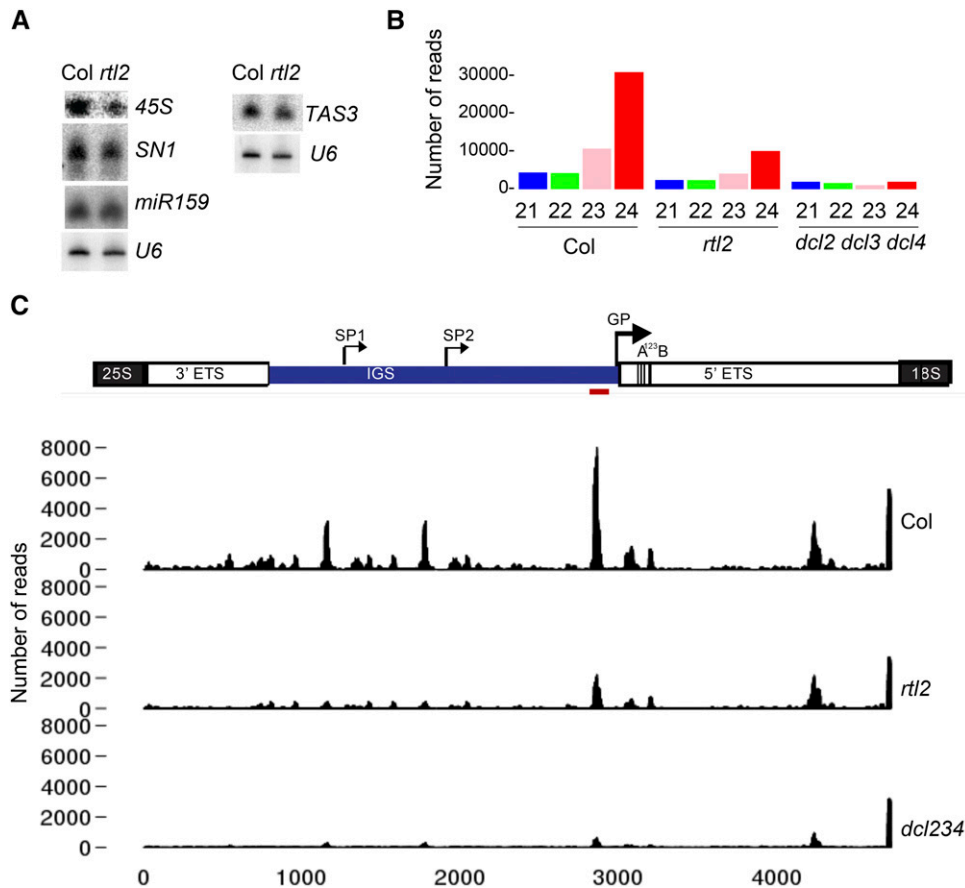 A
Col rtl2
45S
SN1
miR159
U6
Col rtl2
TAS3
U6
B
Number of reads
30000-
20000-
10000-
0-
21 22 23 24 21 22 23 24 21 22 23 24
Col rtl2 dcl2 dcl3 dcl4
C
SP1 SP2 GP
A123B
25S 3' ETS IGS 5' ETS 18S
Number of reads
8000
6000
4000
2000
0
Col
8000
6000
4000
2000
0
rtl2
8000
6000
4000
2000
0
dcl234
0 1000 2000 3000 4000